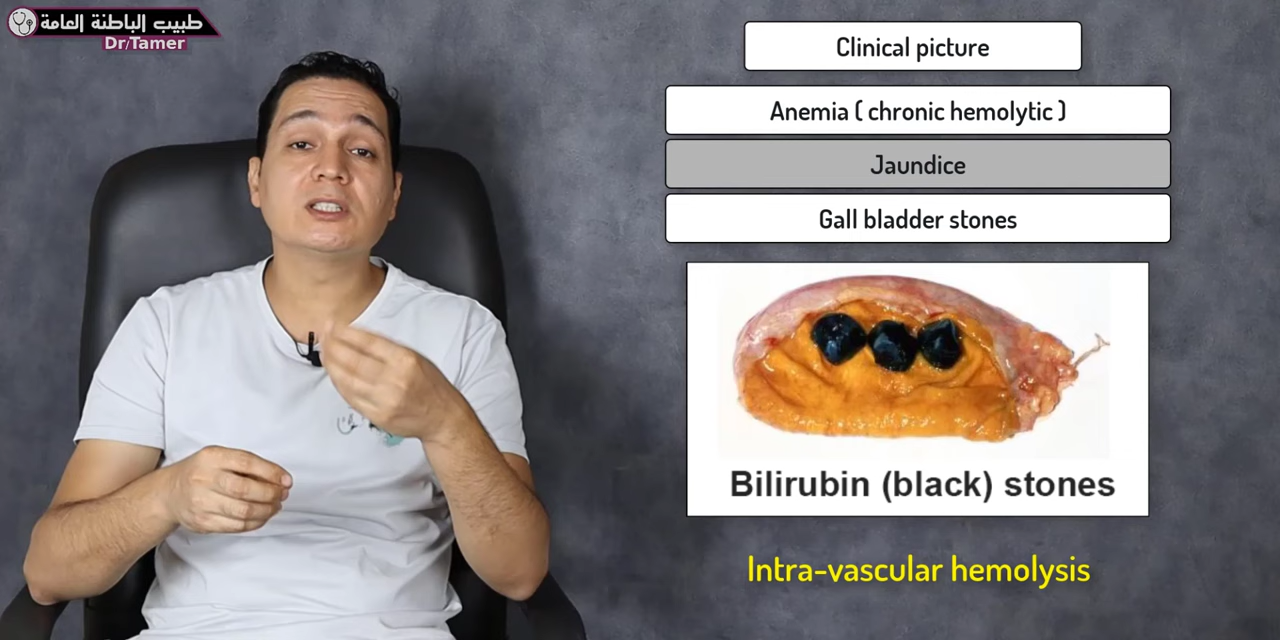 طبيب الباطنة العامة
Dr/Tamer
Clinical picture
Anemia ( chronic hemolytic )
Jaundice
Gall bladder stones
Bilirubin (black) stones
Intra-vascular hemolysis